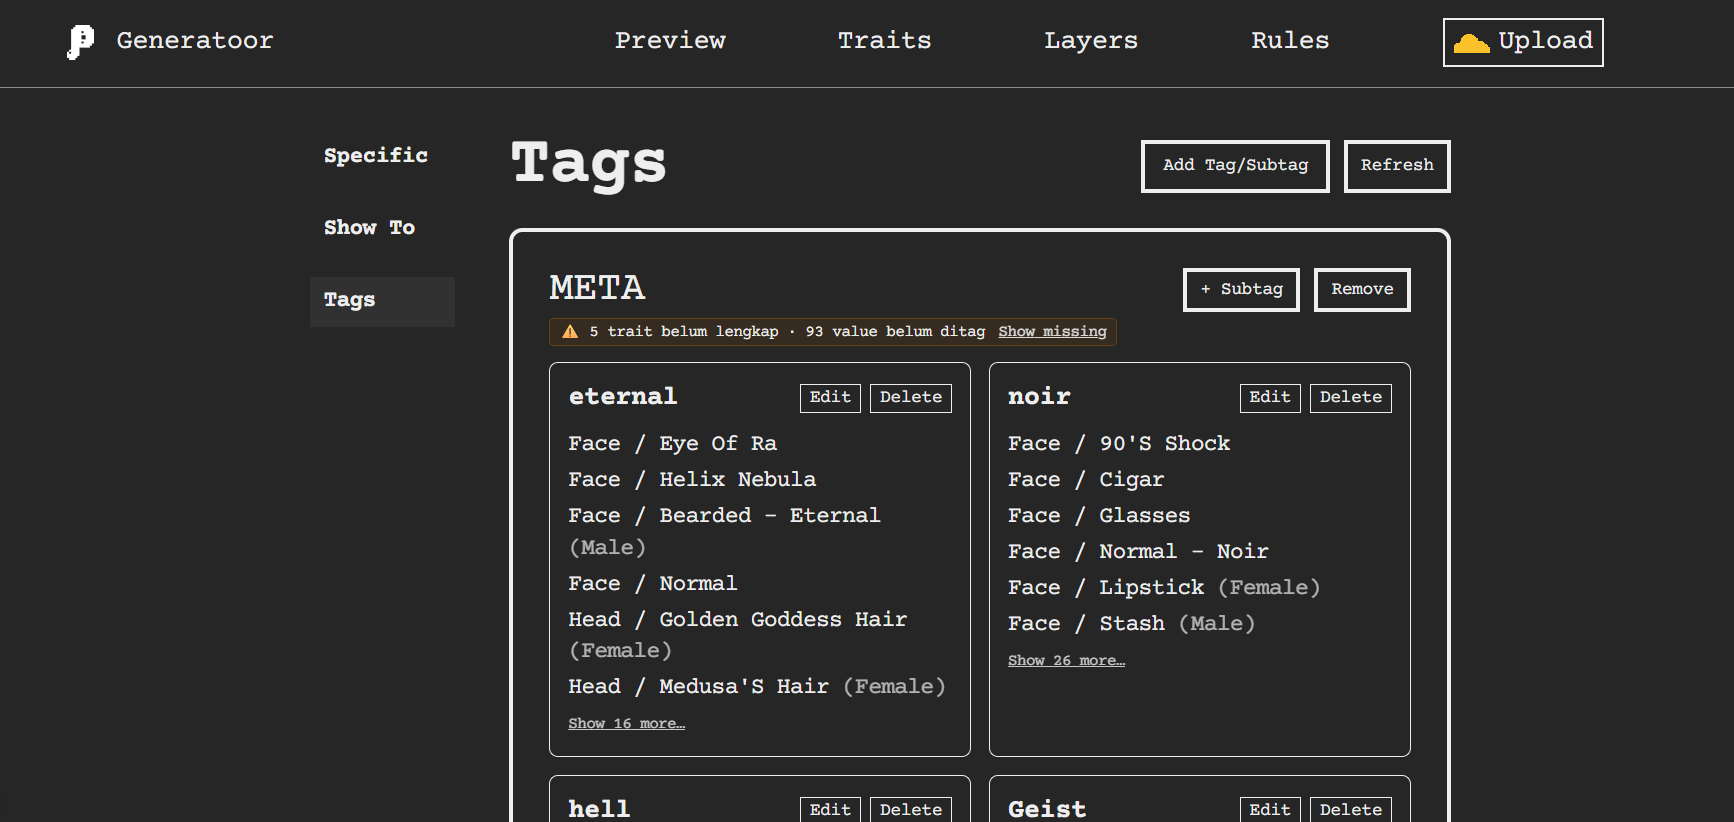 Generatoor
Preview
Traits
Layers
Rules
Upload
Specific
Show To
Tags
Tags
Add Tag/Subtag
Refresh
META
+ Subtag
Remove
5 trait belum lengkap · 93 value belum ditag Show missing
eternal
Edit
Delete
Face / Eye Of Ra
Face / Helix Nebula
Face / Bearded - Eternal
(Male)
Face / Normal
Head / Golden Goddess Hair
(Female)
Head / Medusa'S Hair (Female)
Show 16 more…
noir
Edit
Delete
Face / 90'S Shock
Face / Cigar
Face / Glasses
Face / Normal - Noir
Face / Lipstick (Female)
Face / Stash (Male)
Show 26 more…
hell
Edit
Delete
Geist
Edit
Delete